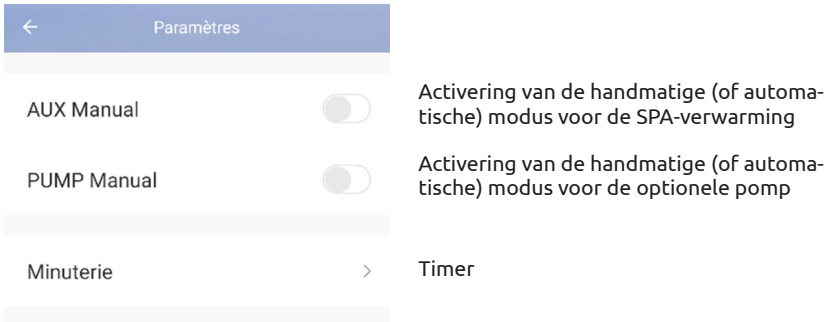 Paramètres
AUX Manual
Activering van de handmatige (of automa-
tische) modus voor de SPA-verwarming
PUMP Manual
Activering van de handmatige (of automa-
tische) modus voor de optionele pomp
Minuterie
Timer